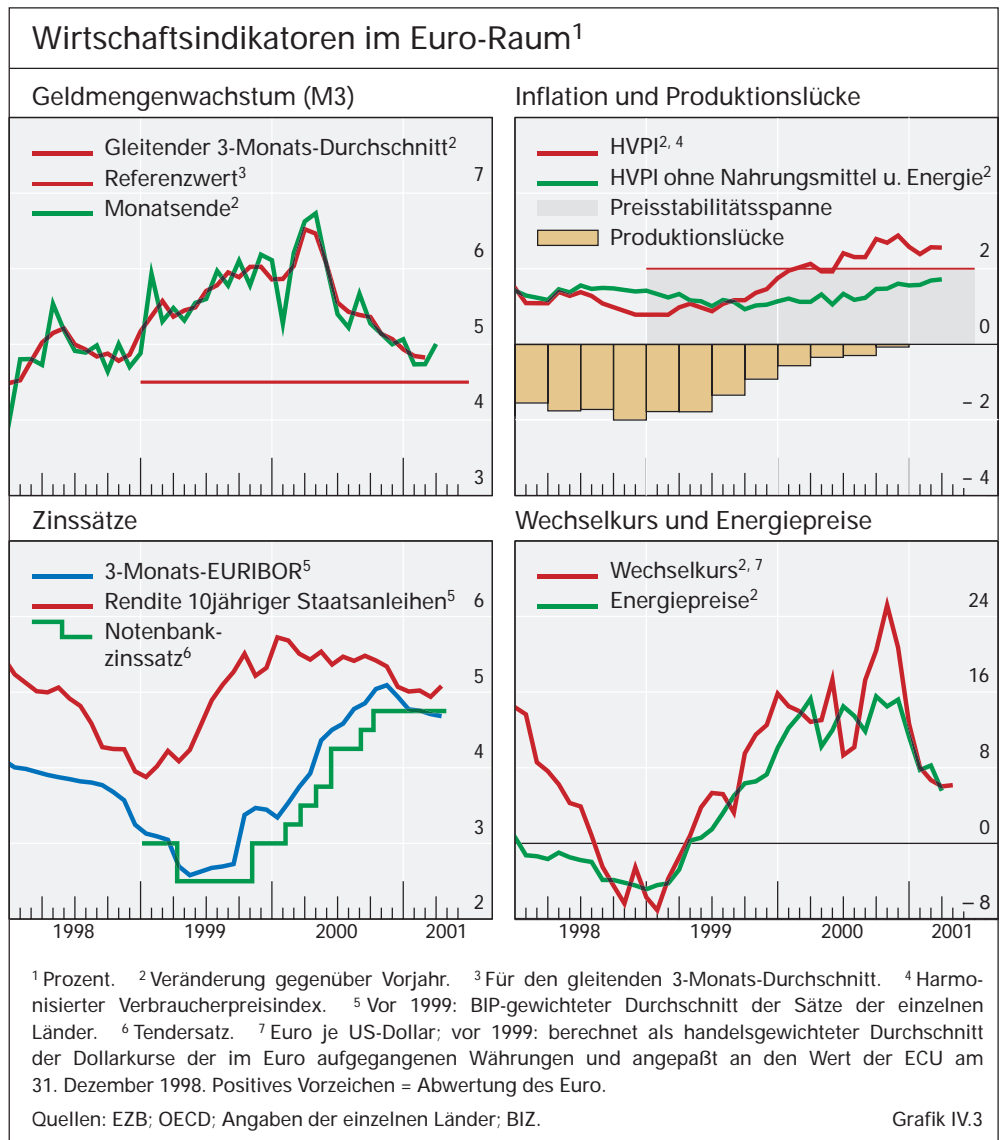 Wirtschaftsindikatoren im Euro-Raum¹
Geldmengenwachstum (M3)
Gleitender 3-Monats-Durchschnitt²
Referenzwert³
Monatsende²
7
6
5
4
3
Inflation und Produktionslücke
HVPI²,⁴
HVPI ohne Nahrungsmittel u. Energie²
Preisstabilitätsspanne
Produktionslücke
2
0
– 2
– 4
Zinssätze
3-Monats-EURIBOR⁵
Rendite 10jähriger Staatsanleihen⁵
Notenbank-
zinssatz⁶
6
5
4
3
2
1998 1999 2000 2001
Wechselkurs und Energiepreise
Wechselkurs²,⁷
Energiepreise²
24
16
8
0
– 8
1998 1999 2000 2001
¹ Prozent. ² Veränderung gegenüber Vorjahr. ³ Für den gleitenden 3-Monats-Durchschnitt. ⁴ Harmo-
nisierter Verbraucherpreisindex. ⁵ Vor 1999: BIP-gewichteter Durchschnitt der Sätze der einzelnen
Länder. ⁶ Tendersatz. ⁷ Euro je US-Dollar; vor 1999: berechnet als handelsgewichteter Durchschnitt
der Dollarkurse der im Euro aufgegangenen Währungen und angepaßt an den Wert der ECU am
31. Dezember 1998. Positives Vorzeichen = Abwertung des Euro.
Quellen: EZB; OECD; Angaben der einzelnen Länder; BIZ. Grafik IV.3